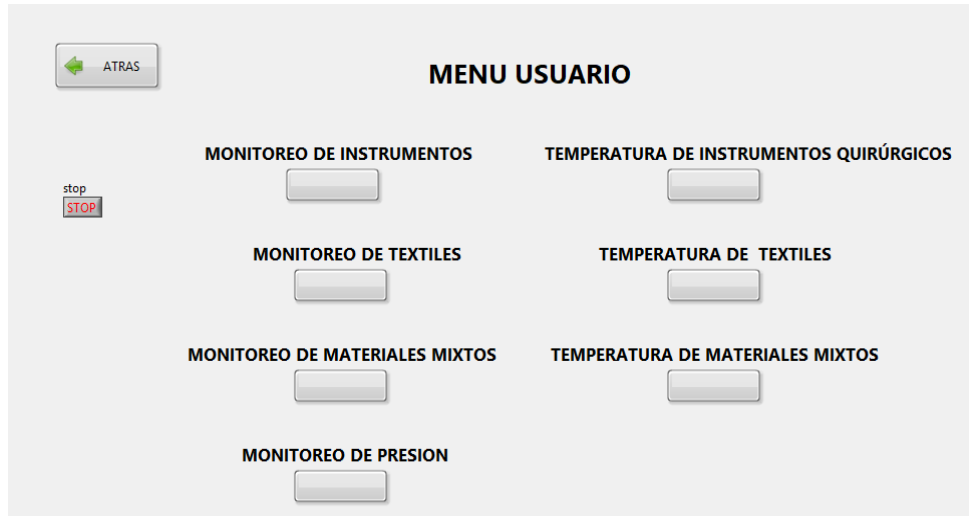 ATRAS
MENU USUARIO
MONITOREO DE INSTRUMENTOS
TEMPERATURA DE INSTRUMENTOS QUIRÚRGICOS
stop
STOP
MONITOREO DE TEXTILES
TEMPERATURA DE TEXTILES
MONITOREO DE MATERIALES MIXTOS
TEMPERATURA DE MATERIALES MIXTOS
MONITOREO DE PRESION